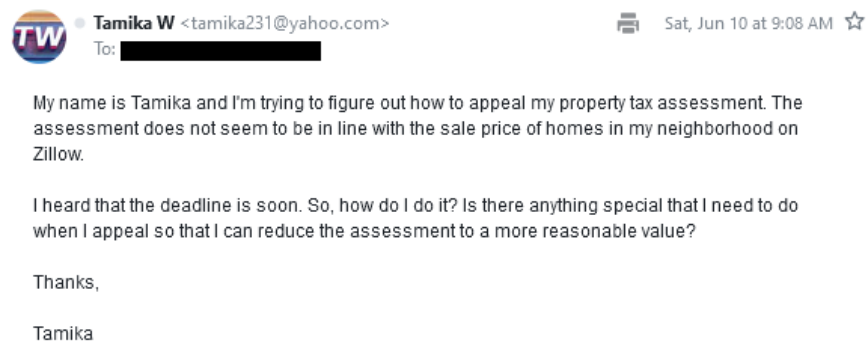 TW
Tamika W <tamika231@yahoo.com>
Sat, Jun 10 at 9:08 AM
To:
My name is Tamika and I'm trying to figure out how to appeal my property tax assessment. The
assessment does not seem to be in line with the sale price of homes in my neighborhood on
Zillow.
I heard that the deadline is soon. So, how do I do it? Is there anything special that I need to do
when I appeal so that I can reduce the assessment to a more reasonable value?
Thanks,
Tamika